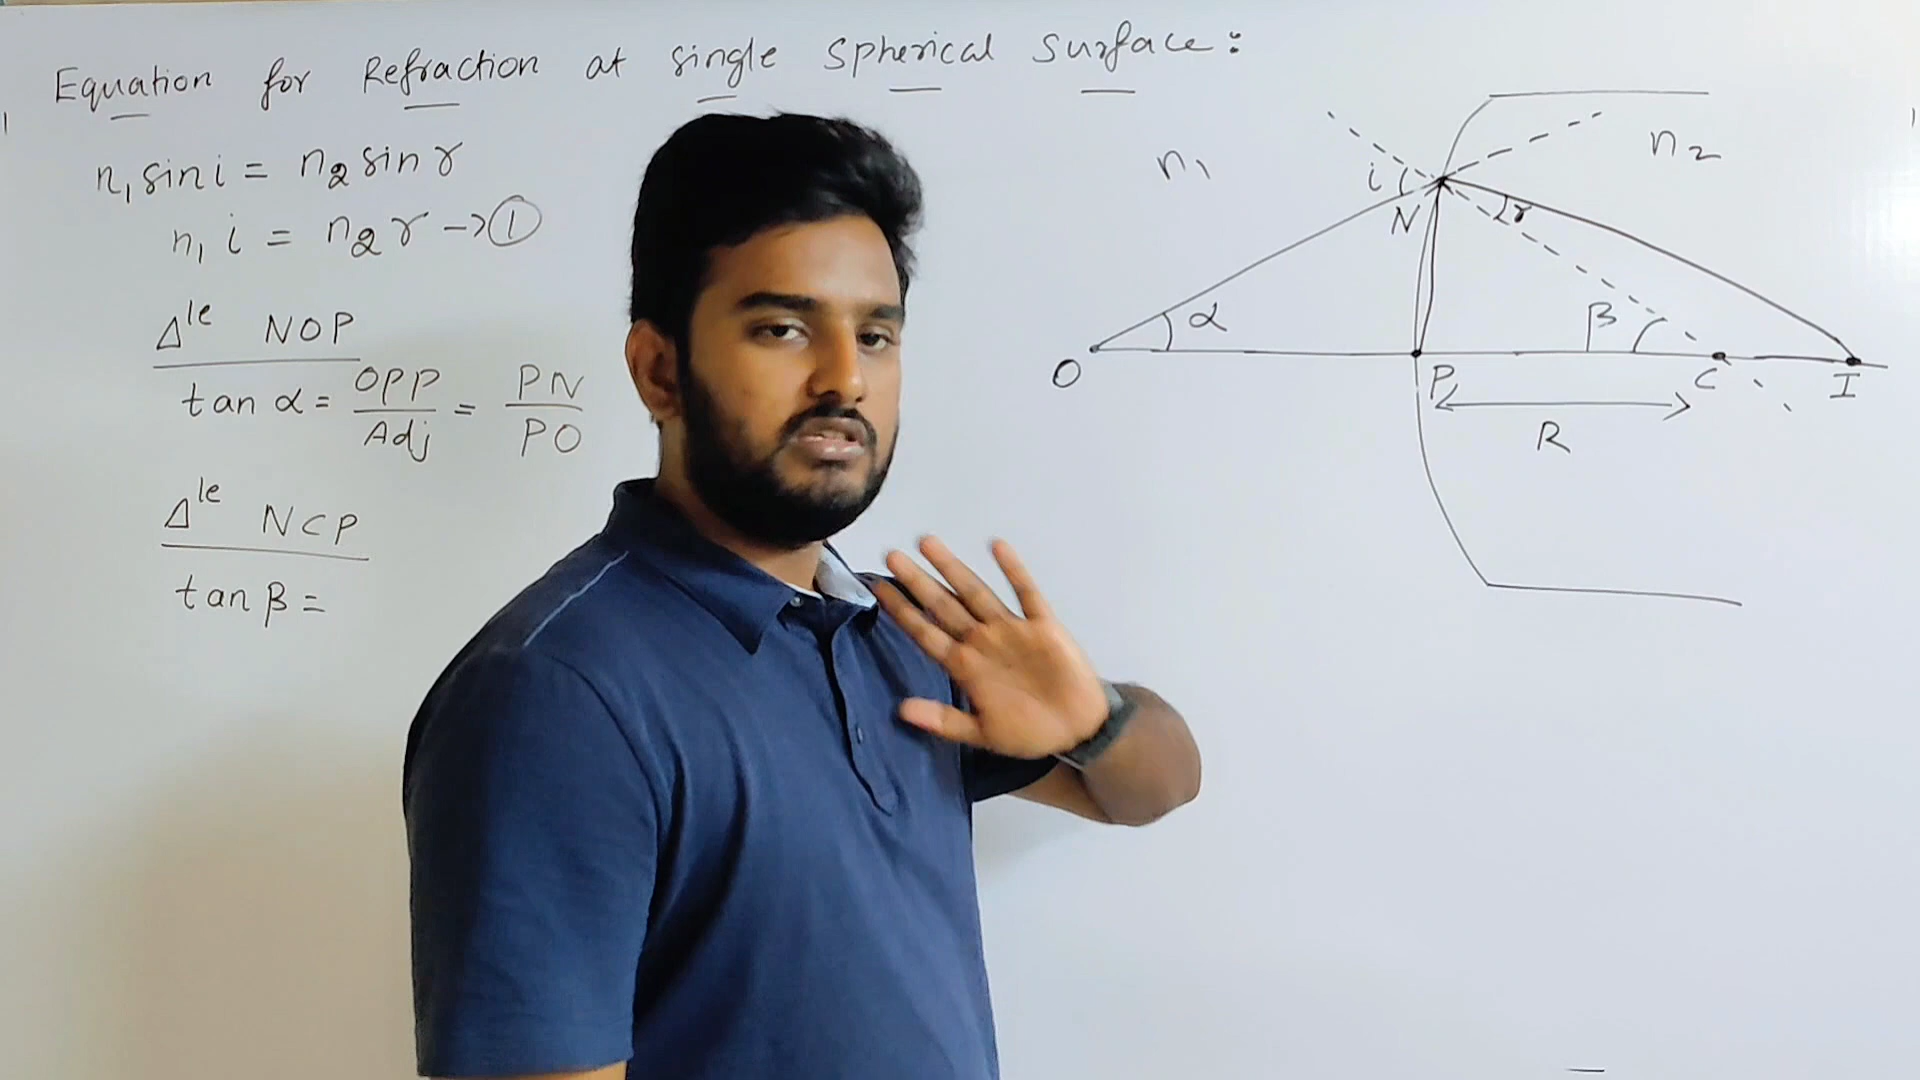 Equation for Refraction at single spherical surface:
n₁ sin i = n₂ sin r
n₁ i = n₂ r → ①
Δˡᵉ NOP
tan α = OPP/Adj = PN/PO
Δˡᵉ NCP
tan β =
n₁
n₂
i
N
r
α
β
O
P
C
I
R